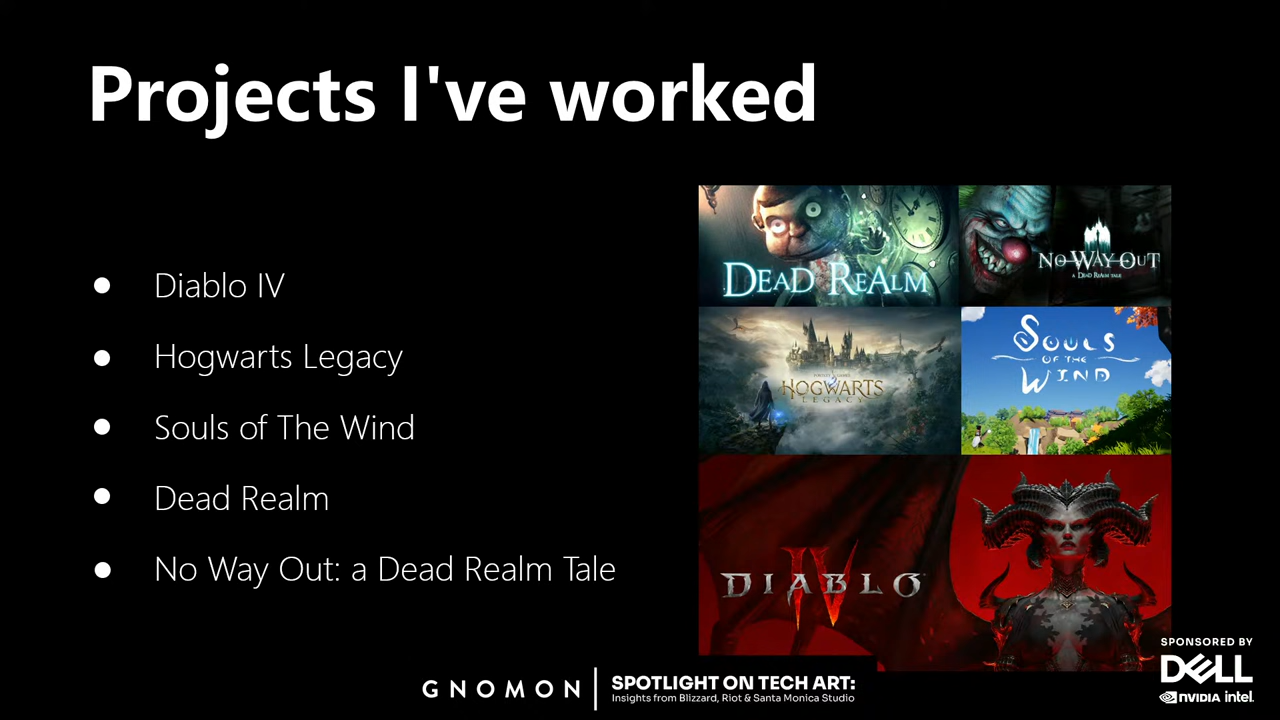 Projects I've worked
Diablo IV
Hogwarts Legacy
Souls of The Wind
Dead Realm
No Way Out: a Dead Realm Tale
DEAD REALM
NO WAY OUT
A DEAD REALM TALE
HOGWARTS
LEGACY
SOULS
OF THE
WIND
DIABLO
IV
GNOMON
SPOTLIGHT ON TECH ART:
Insights from Blizzard, Riot & Santa Monica Studio
SPONSORED BY
DELL
NVIDIA intel.